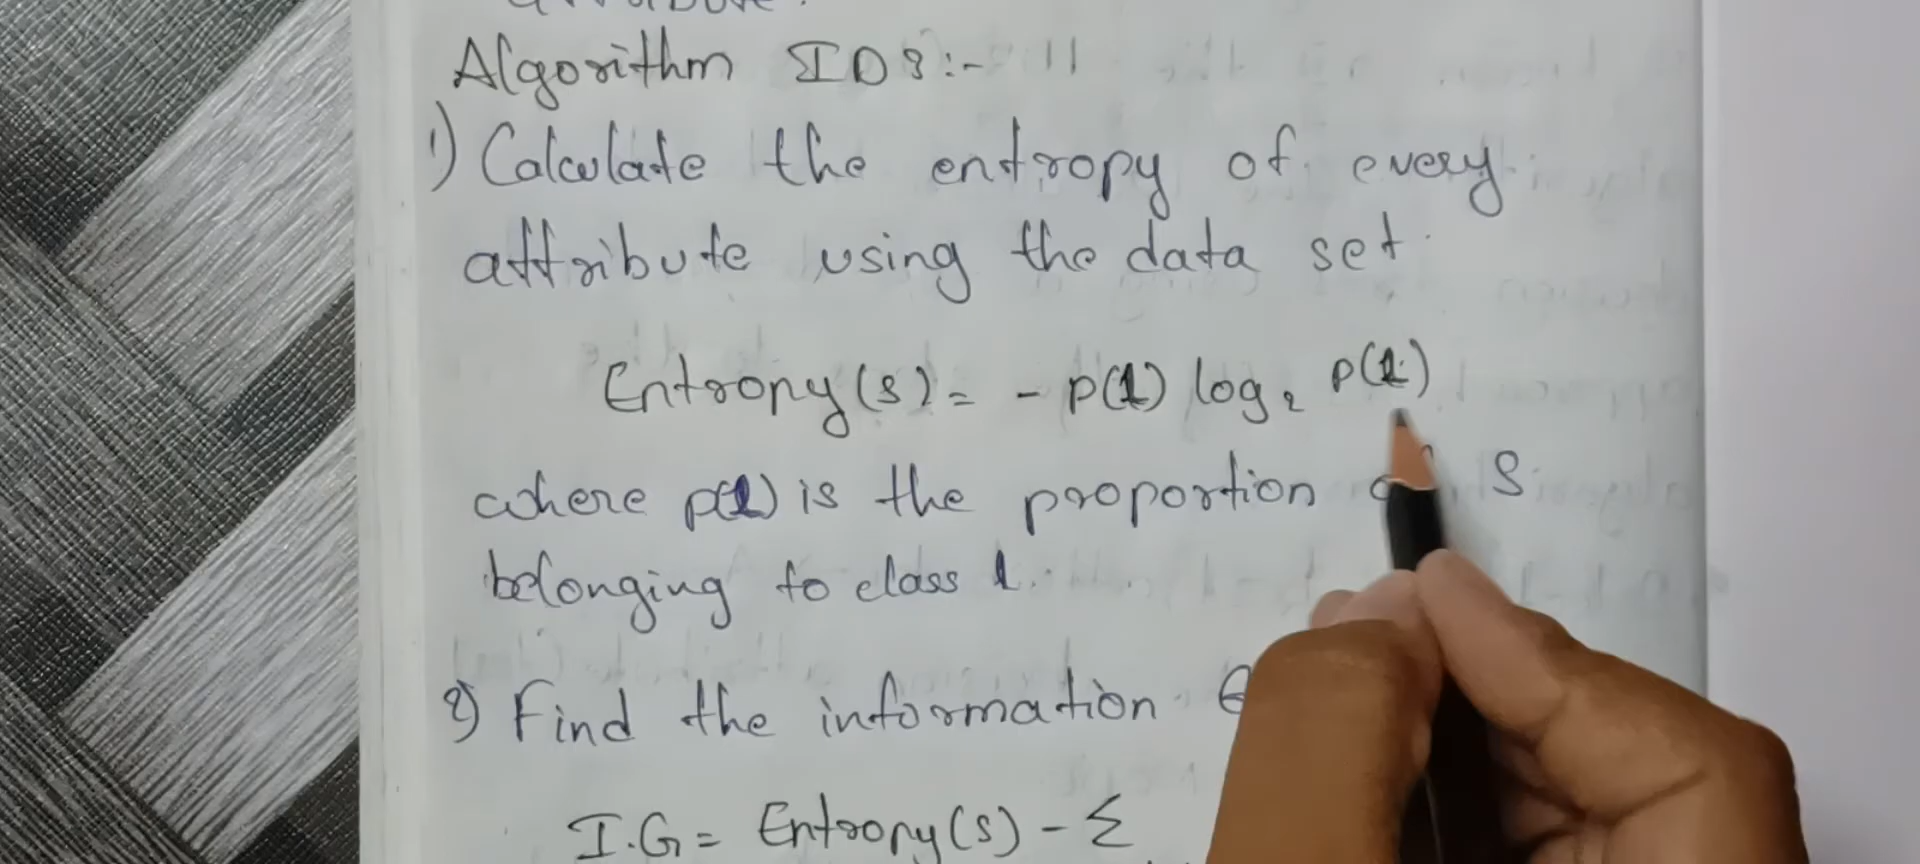 Algorithm ID3:-
1) Calculate the entropy of every
attribute using the data set.
Entropy(s) = - p(1) log₂ p(1)
where p(1) is the proportion of S
belonging to class 1.
2) Find the information
I.G = Entropy(s) - Σ